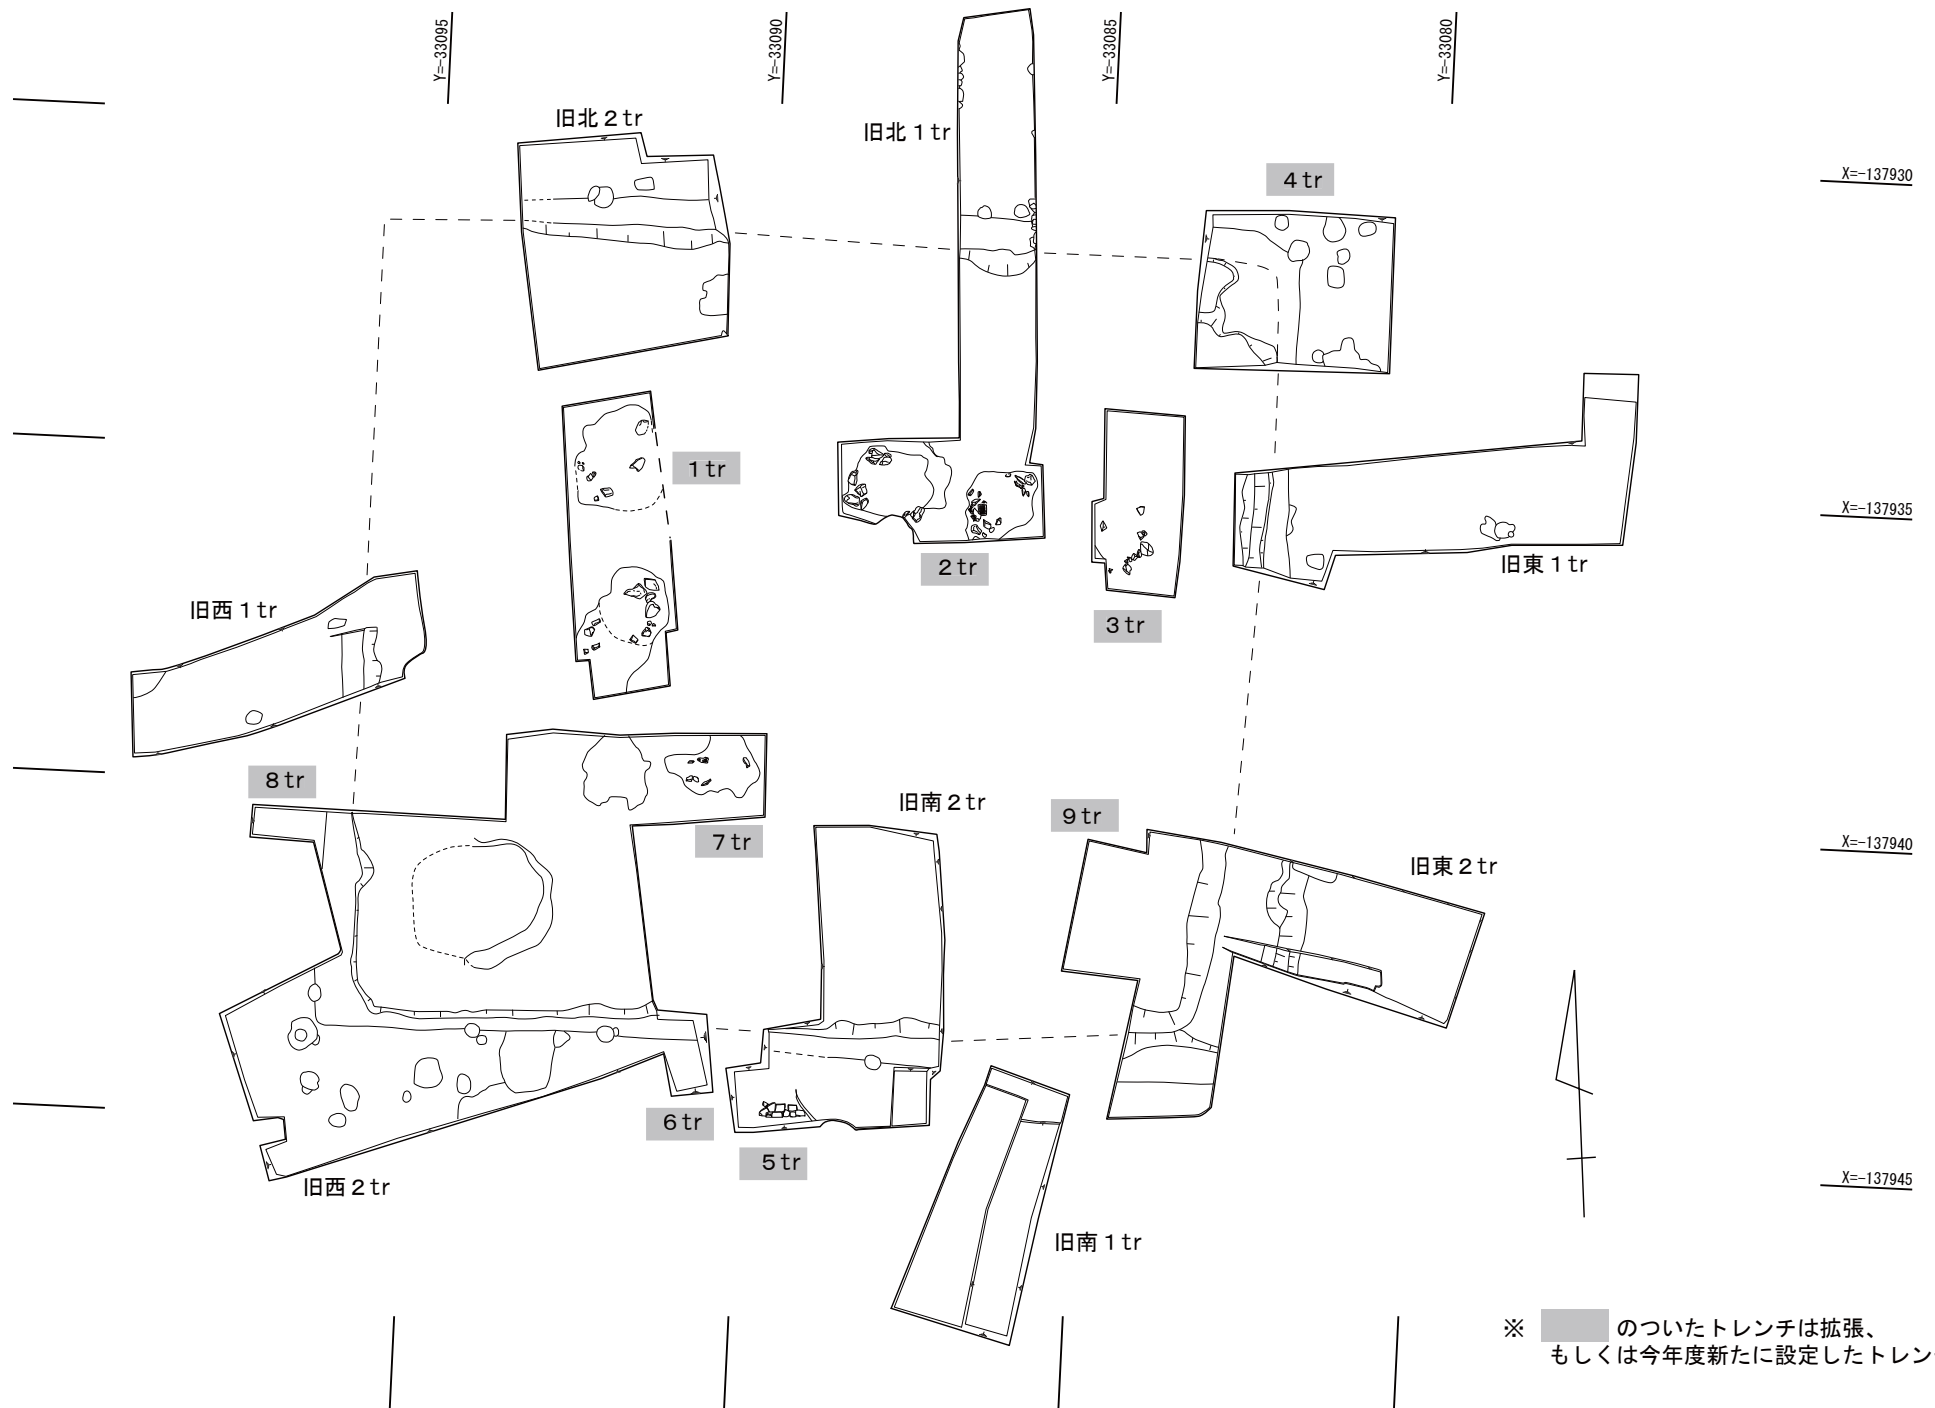 Y=-33095
Y=-33090
Y=-33085
Y=-33080
旧北２tr
旧北１tr
４tr
X=-137930
１tr
２tr
X=-137935
旧東１tr
旧西１tr
３tr
８tr
旧南２tr
９tr
７tr
X=-137940
旧東２tr
６tr
５tr
旧西２tr
X=-137945
旧南１tr
※ のついたトレンチは拡張、
もしくは今年度新たに設定したトレン